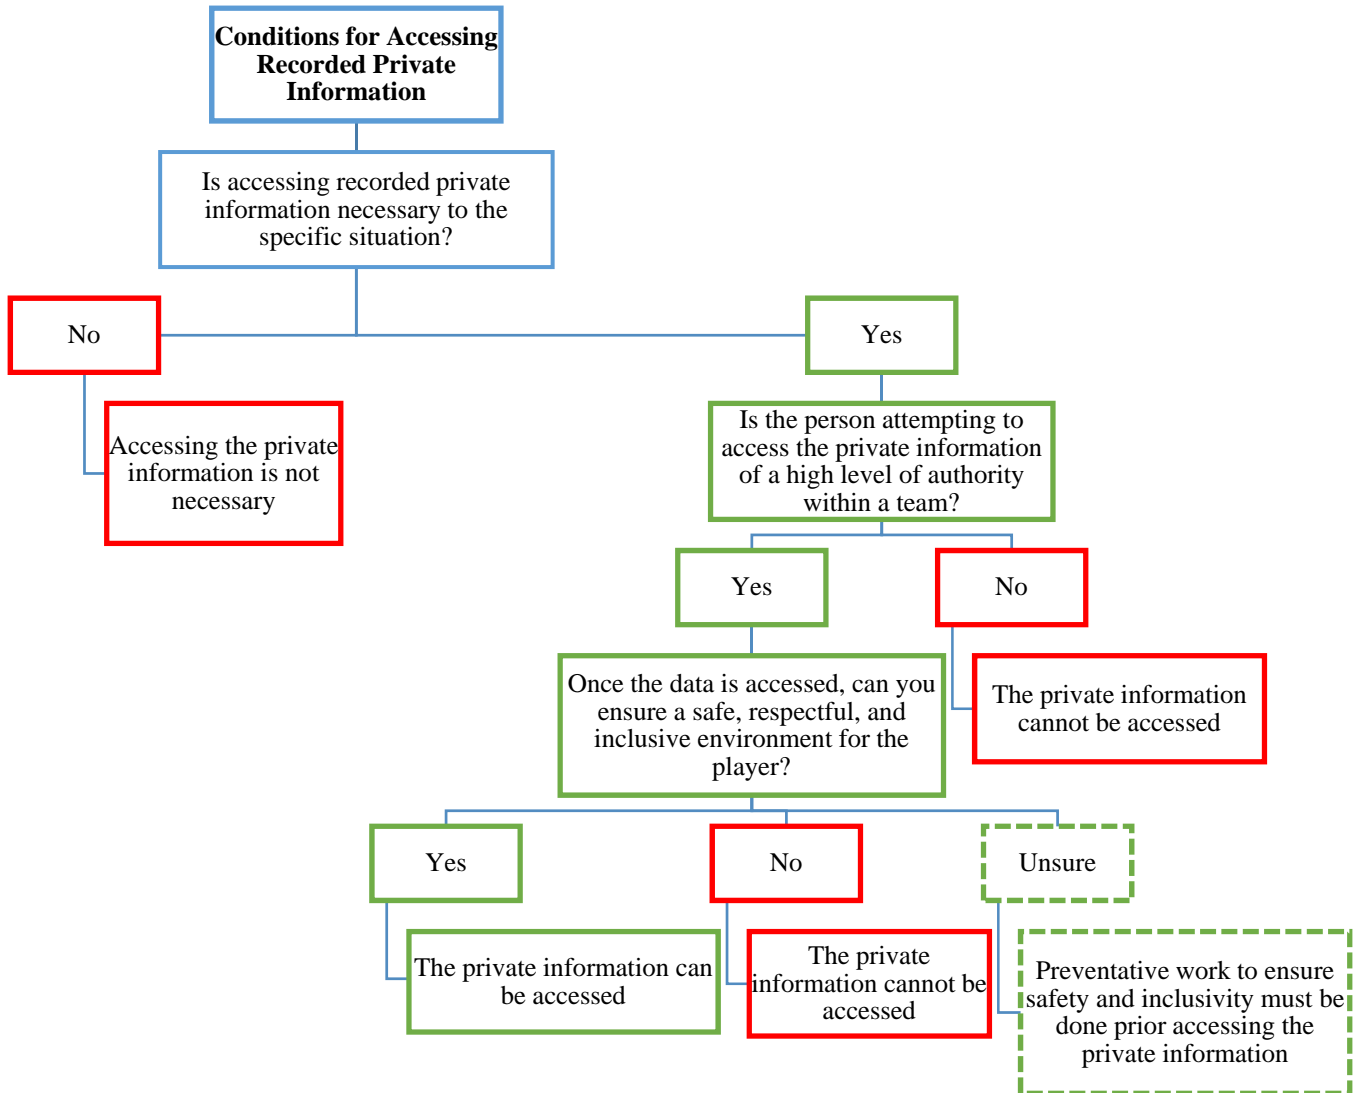 Conditions for Accessing
Recorded Private
Information
Is accessing recorded private
information necessary to the
specific situation?
No
Yes
Accessing the private
information is not
necessary
Is the person attempting to
access the private information
of a high level of authority
within a team?
Yes
No
Once the data is accessed, can you
ensure a safe, respectful, and
inclusive environment for the
player?
The private information
cannot be accessed
Yes
No
Unsure
The private information can
be accessed
The private
information cannot be
accessed
Preventative work to ensure
safety and inclusivity must be
done prior accessing the
private information